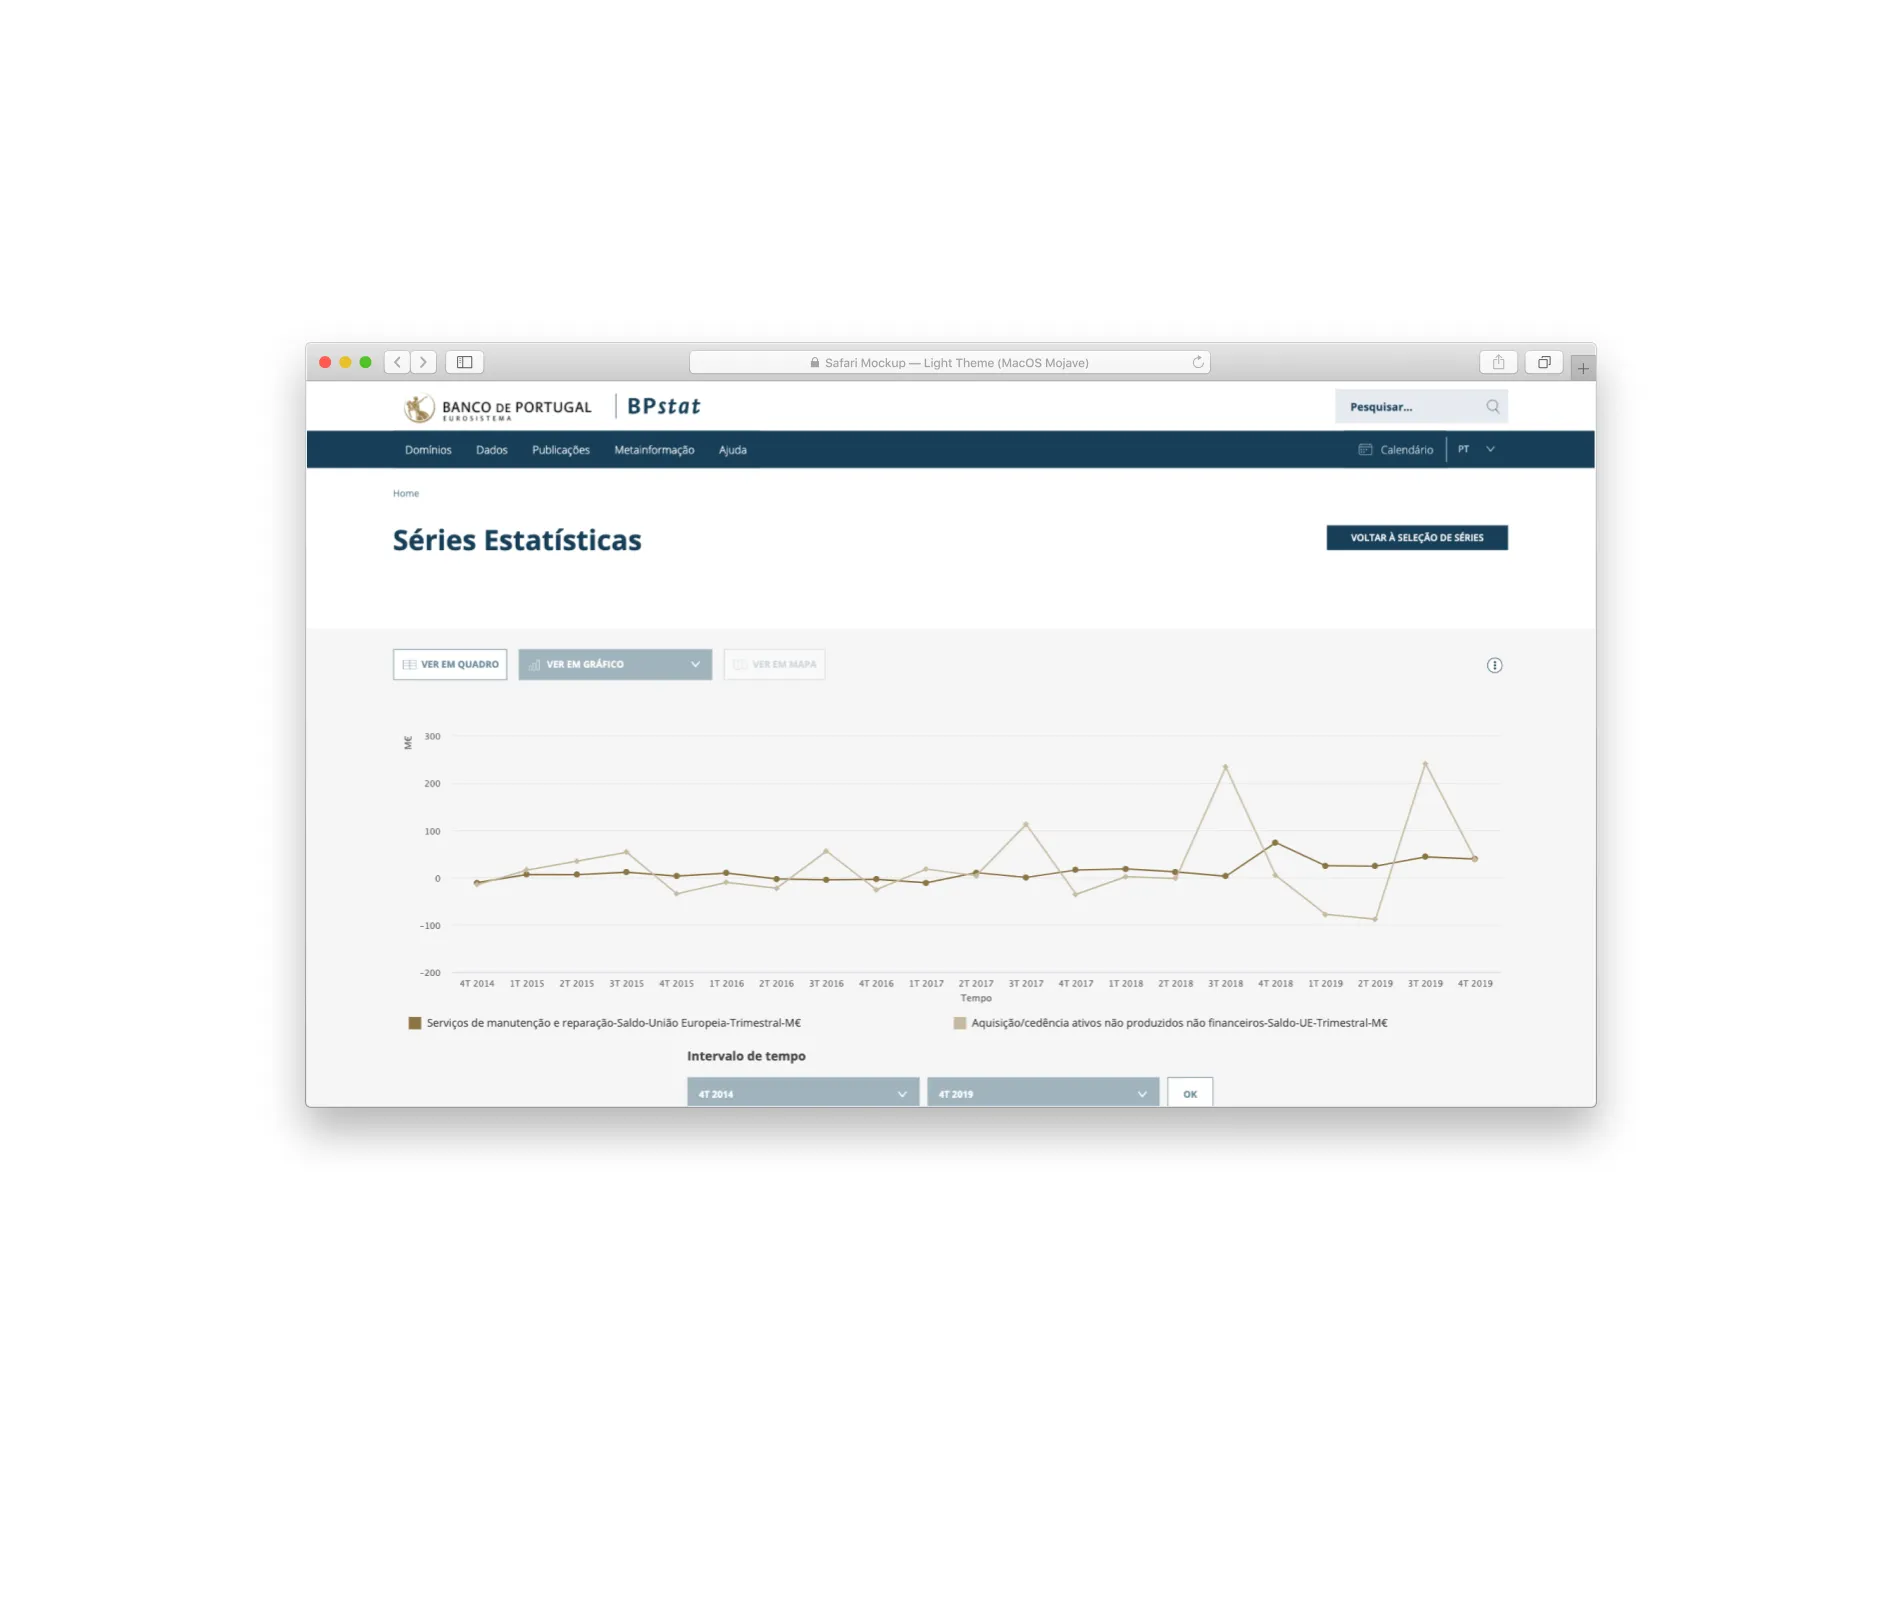 Safari Mockup — Light Theme (MacOS Mojave)
BANCO DE PORTUGAL
EUROSISTEMA
BPstat
Pesquisar...
Domínios Dados Publicações Metainformação Ajuda
Calendário PT
Home
Séries Estatísticas
VOLTAR À SELEÇÃO DE SÉRIES
VER EM QUADRO
VER EM GRÁFICO
VER EM MAPA
M€
300
200
100
0
-100
-200
4T 2014 1T 2015 2T 2015 3T 2015 4T 2015 1T 2016 2T 2016 3T 2016 4T 2016 1T 2017 2T 2017 3T 2017 4T 2017 1T 2018 2T 2018 3T 2018 4T 2018 1T 2019 2T 2019 3T 2019 4T 2019
Tempo
Serviços de manutenção e reparação-Saldo-União Europeia-Trimestral-M€
Aquisição/cedência ativos não produzidos não financeiros-Saldo-UE-Trimestral-M€
Intervalo de tempo
4T 2014
4T 2019
OK